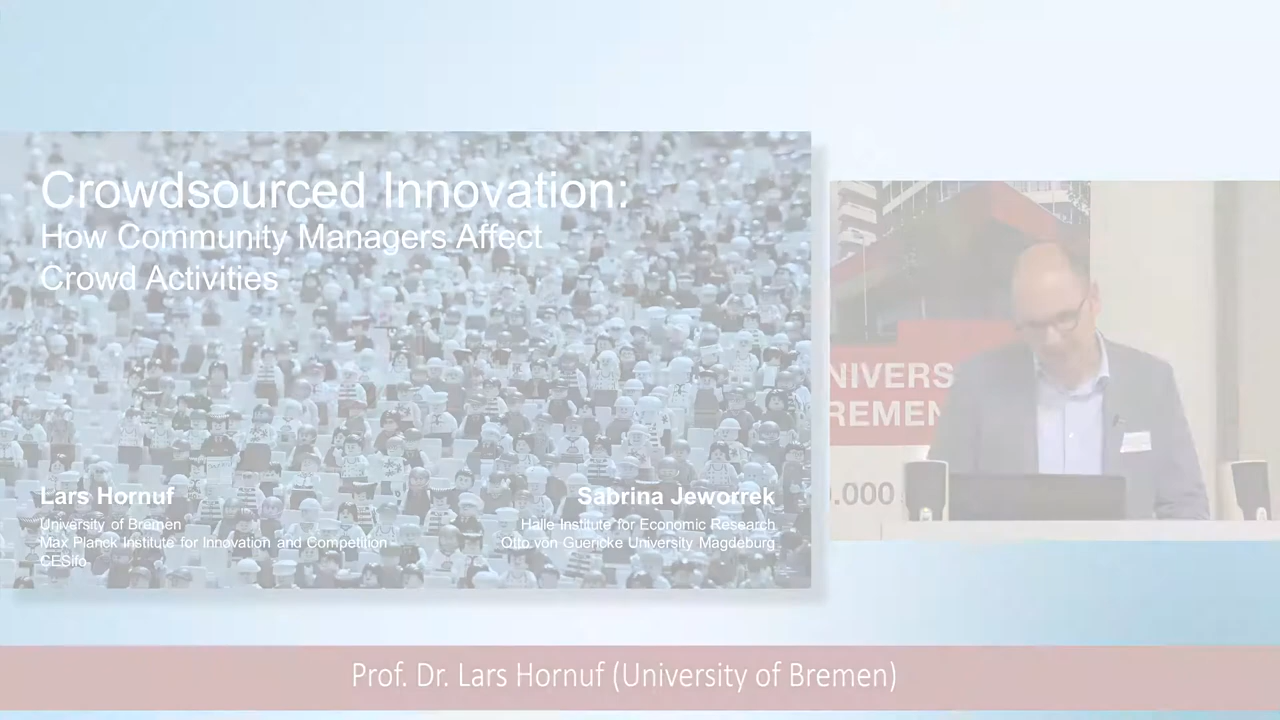 Crowdsourced Innovation:
How Community Managers Affect
Crowd Activities
Lars Hornuf
University of Bremen
Max Planck Institute for Innovation and Competition
CESifo
Sabrina Jeworrek
Halle Institute for Economic Research
Otto von Guericke University Magdeburg
NIVERS
REMEN
.000
Prof. Dr. Lars Hornuf (University of Bremen)